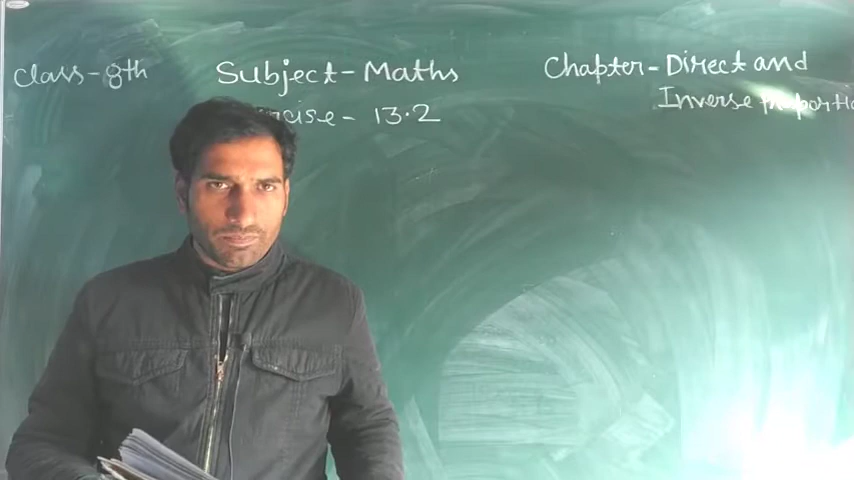 Class-8th Subject-Maths Chapter-Direct and
Inverse proportio
rcise- 13.2